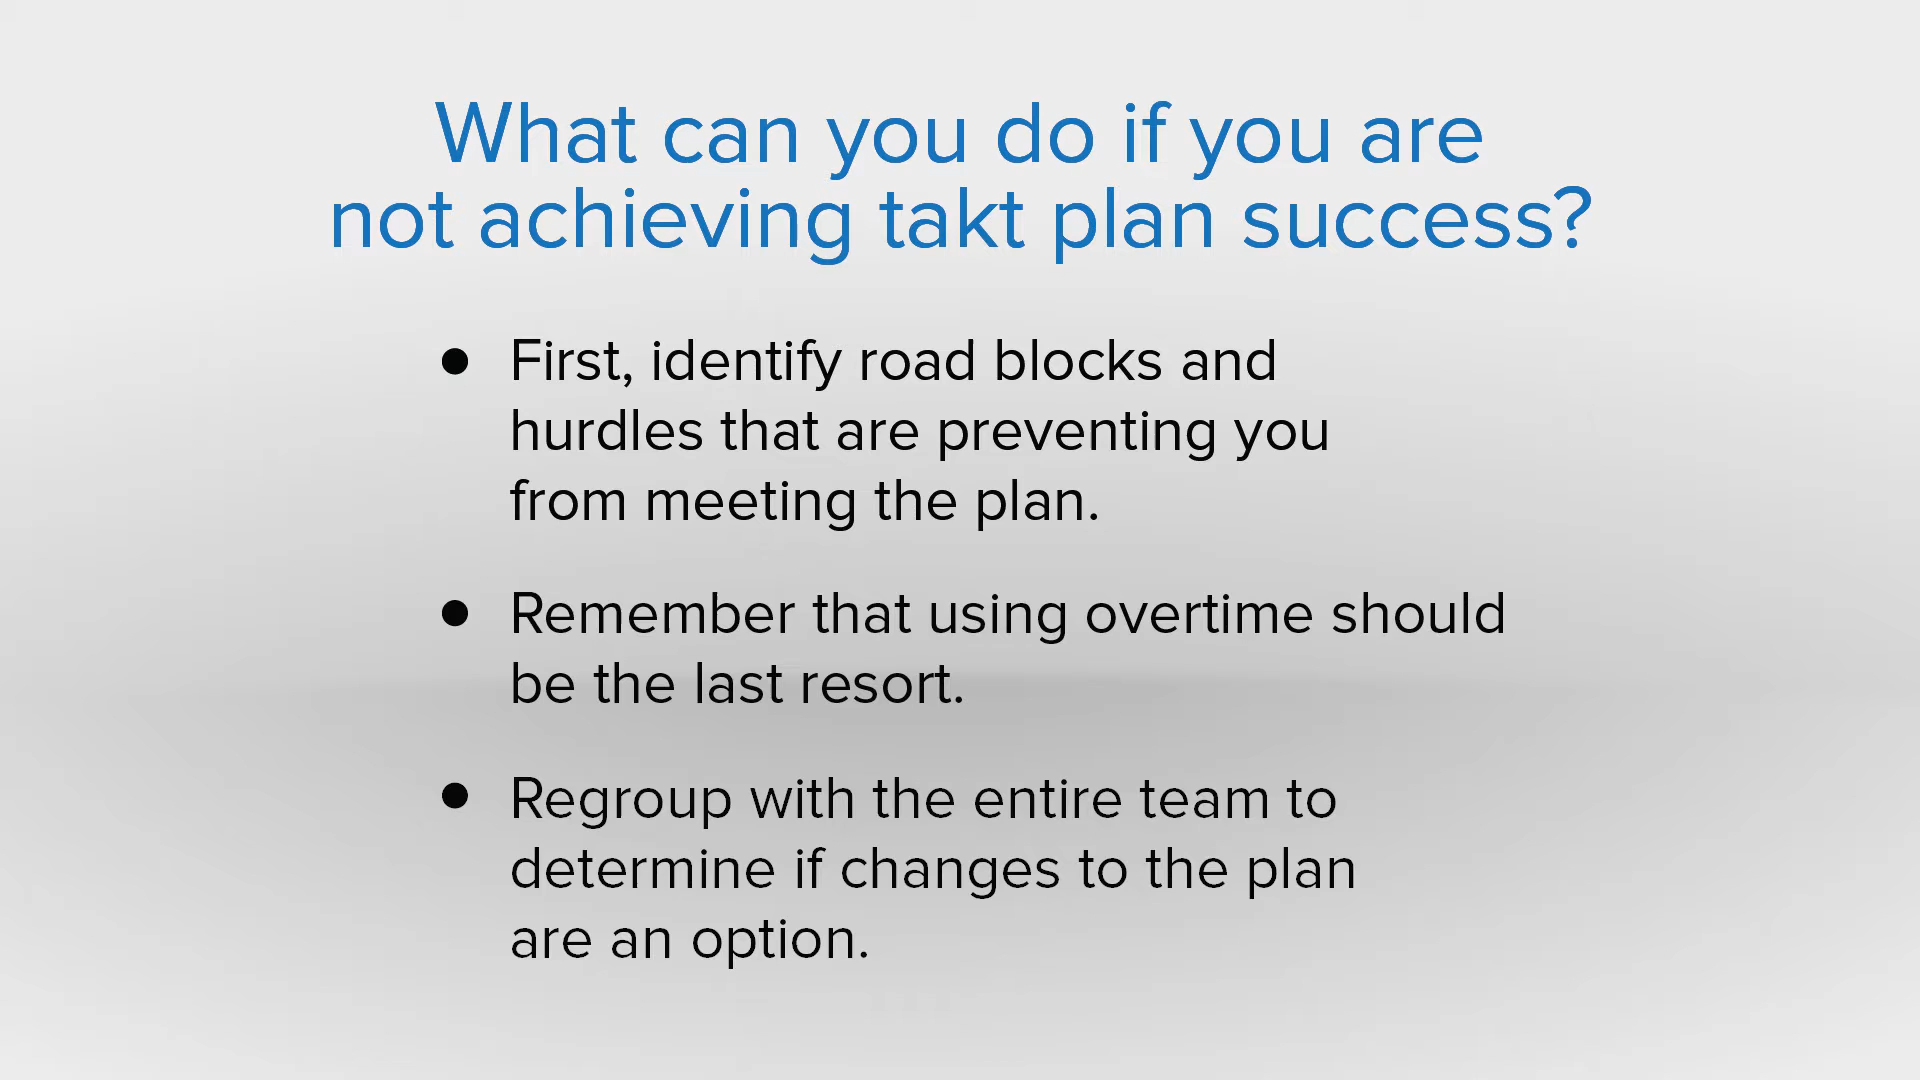 What can you do if you are
not achieving takt plan success?
• First, identify road blocks and
hurdles that are preventing you
from meeting the plan.
• Remember that using overtime should
be the last resort.
• Regroup with the entire team to
determine if changes to the plan
are an option.